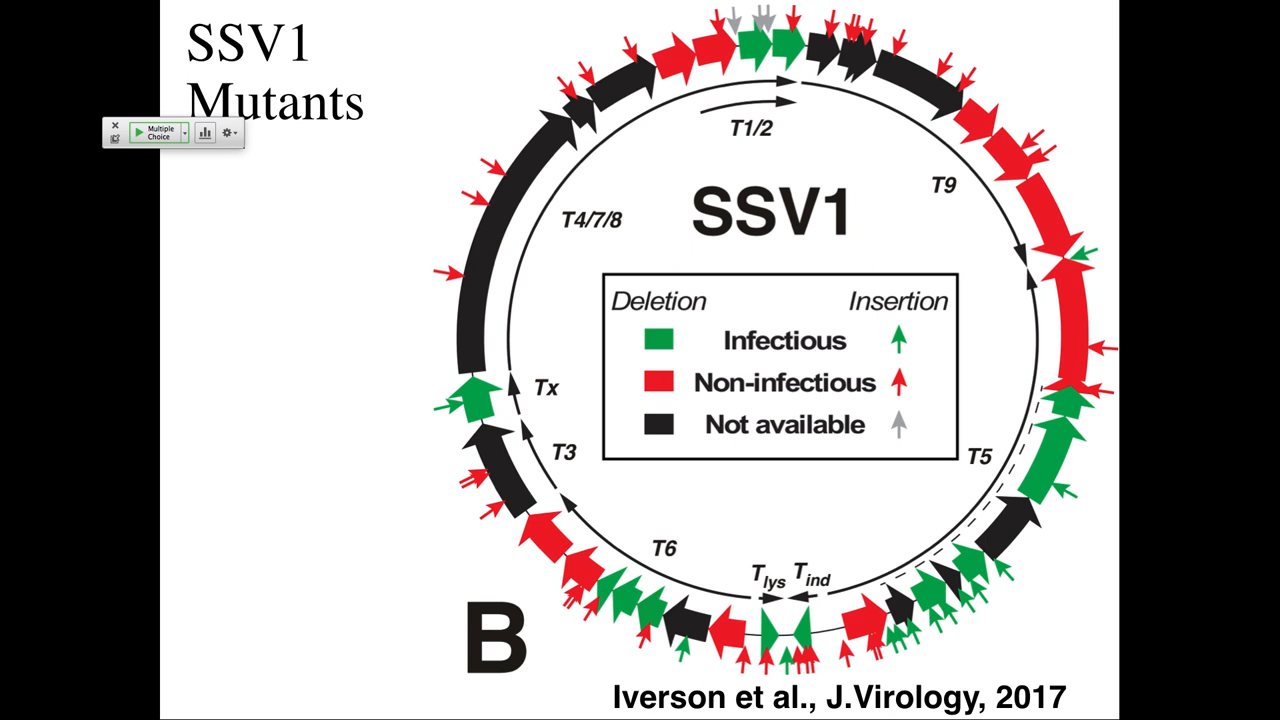 SSV1
Mutants
Multiple
Choice
T1/2
T9
SSV1
T4/7/8
Deletion Insertion
Infectious
Non-infectious
Not available
Tx
T3
T5
T6
Tlys Tind
B
Iverson et al., J.Virology, 2017